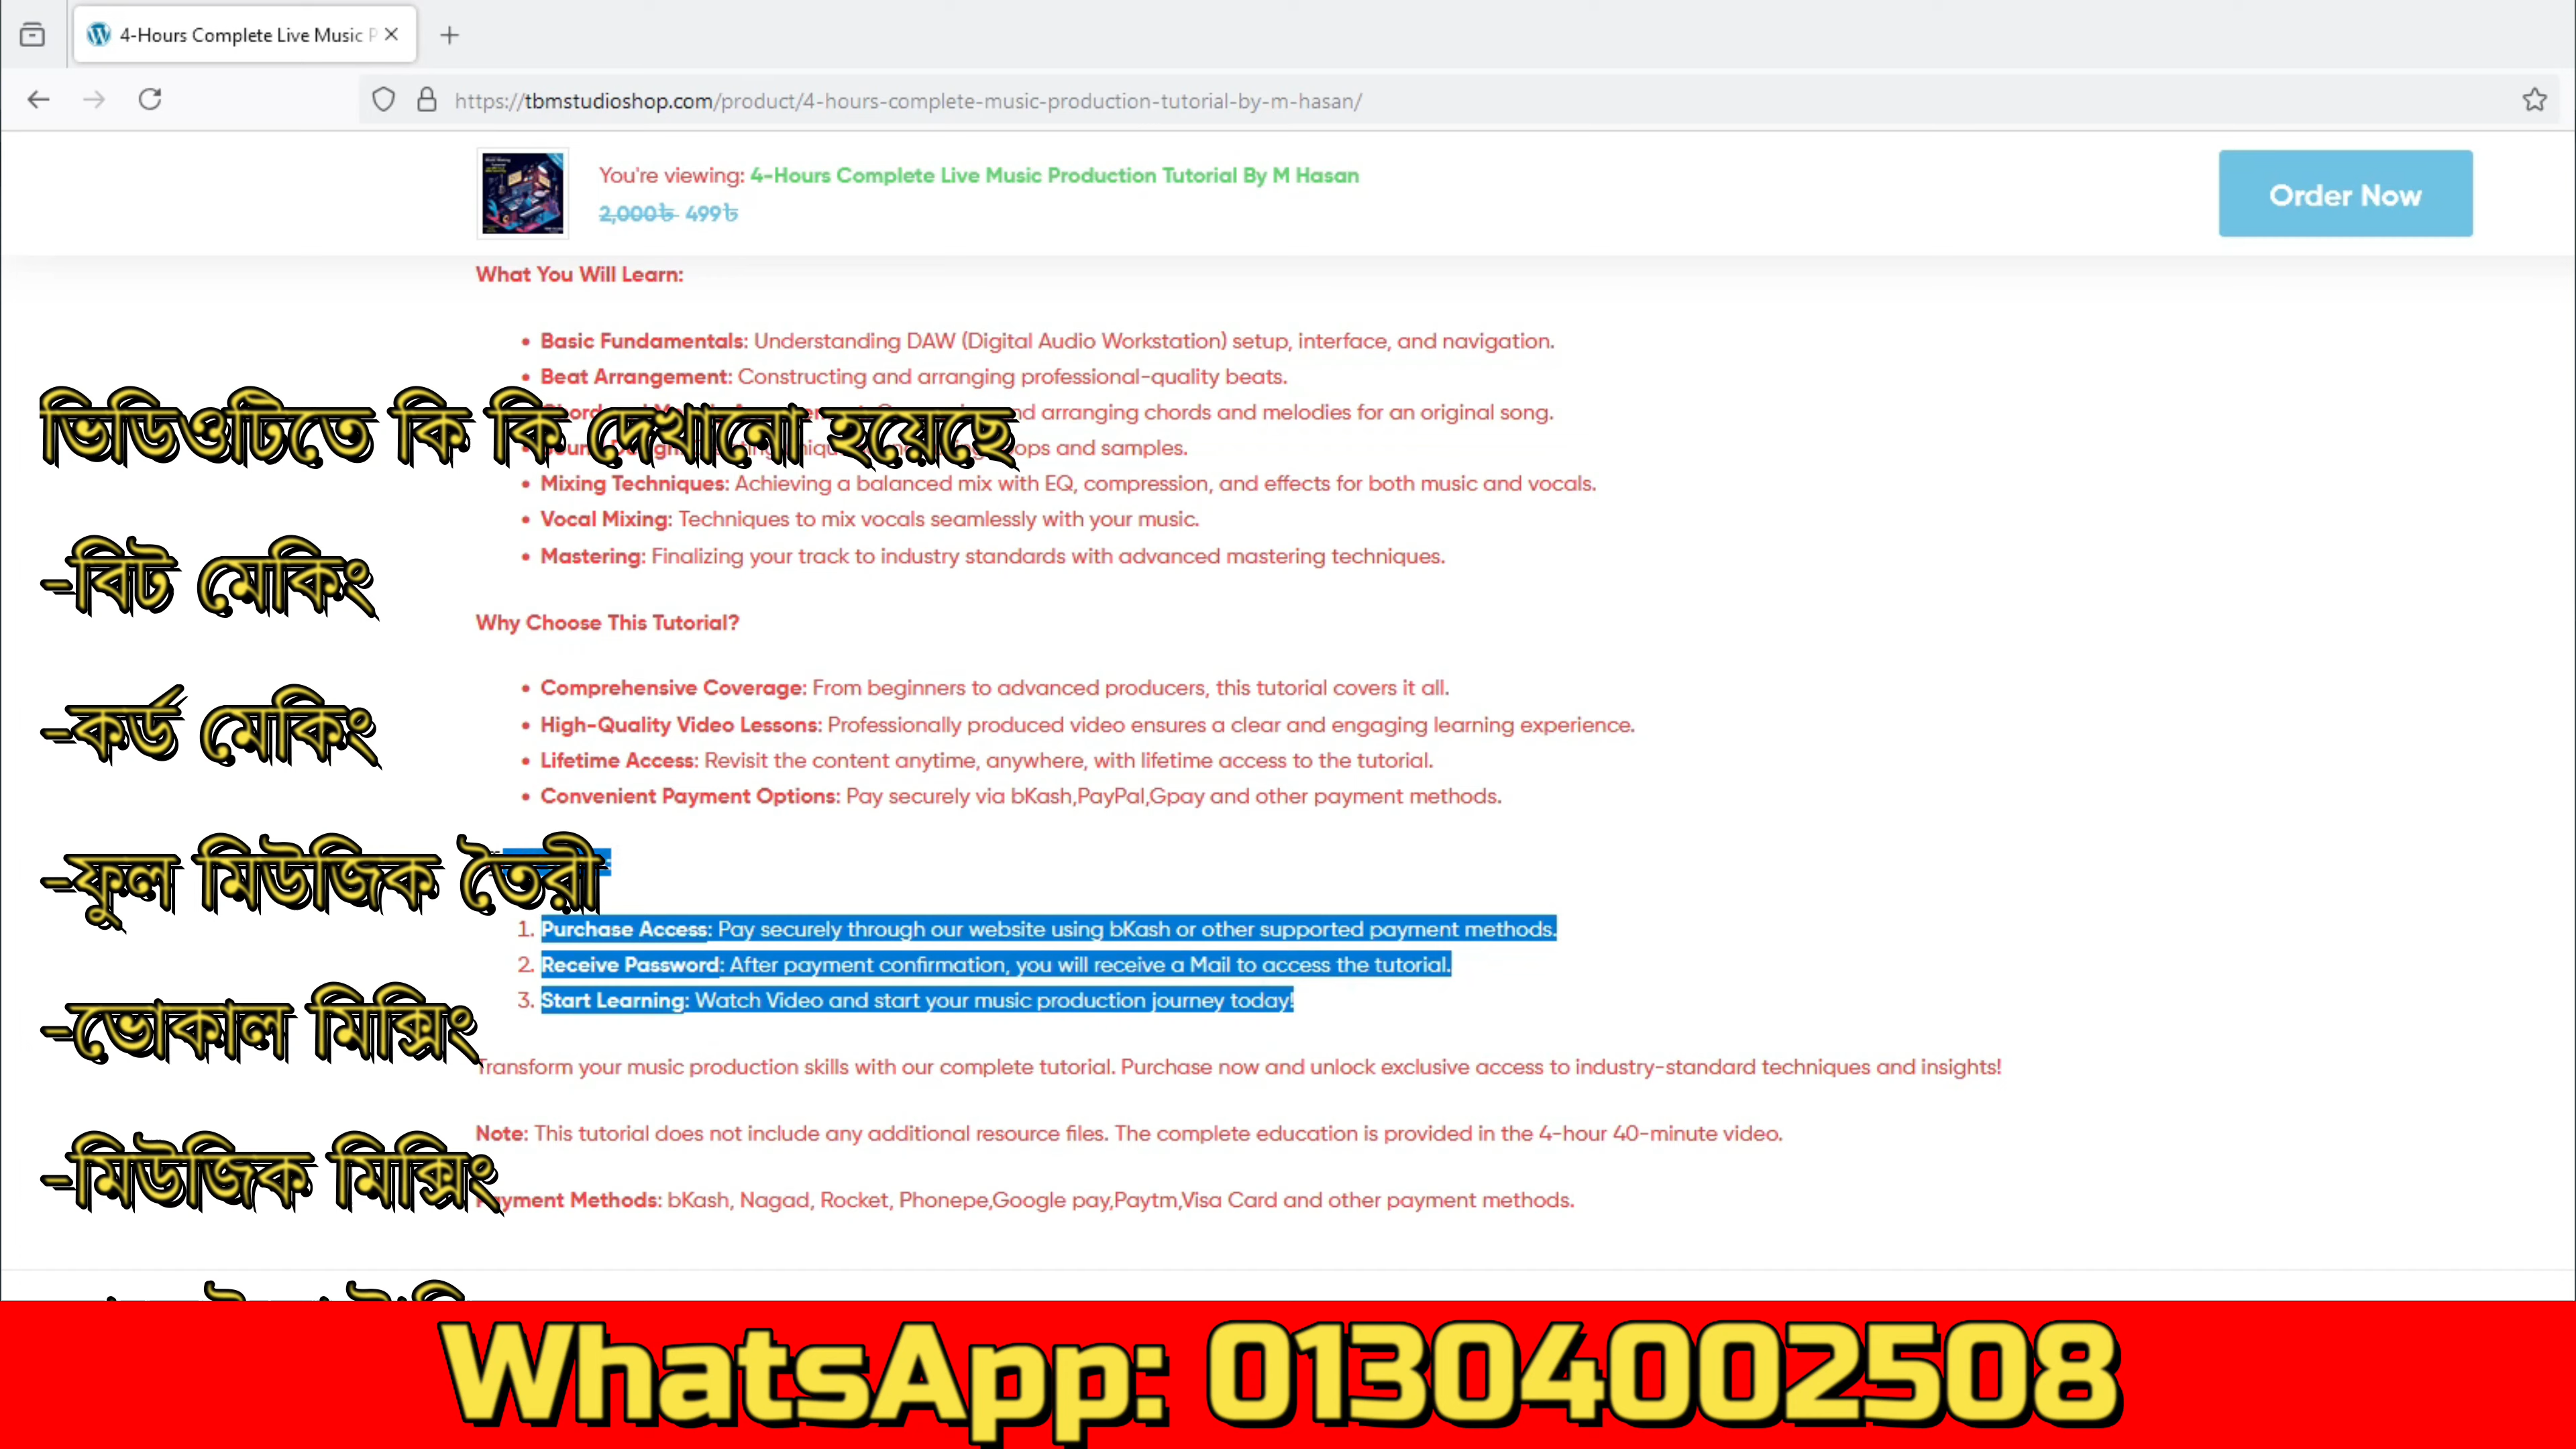 4-Hours Complete Live Music P
https://tbmstudioshop.com/product/4-hours-complete-music-production-tutorial-by-m-hasan/
You're viewing: 4-Hours Complete Live Music Production Tutorial By M Hasan
2,000৳ 499৳
Order Now
What You Will Learn:
• Basic Fundamentals: Understanding DAW (Digital Audio Workstation) setup, interface, and navigation.
• Beat Arrangement: Constructing and arranging professional-quality beats.
arranging chords and melodies for an original song.
ভিডিওটিতে কি কি দেখানো হয়েছে
and samples.
• Mixing Techniques: Achieving a balanced mix with EQ, compression, and effects for both music and vocals.
• Vocal Mixing: Techniques to mix vocals seamlessly with your music.
• Mastering: Finalizing your track to industry standards with advanced mastering techniques.
-বিট মেকিং
Why Choose This Tutorial?
• Comprehensive Coverage: From beginners to advanced producers, this tutorial covers it all.
• High-Quality Video Lessons: Professionally produced video ensures a clear and engaging learning experience.
-কর্ড মেকিং
• Lifetime Access: Revisit the content anytime, anywhere, with lifetime access to the tutorial.
• Convenient Payment Options: Pay securely via bKash,PayPal,Gpay and other payment methods.
-ফুল মিউজিক তৈরী
1. Purchase Access: Pay securely through our website using bKash or other supported payment methods.
2. Receive Password: After payment confirmation, you will receive a Mail to access the tutorial.
3. Start Learning: Watch Video and start your music production journey today!
-ভোকাল মিক্সিং
Transform your music production skills with our complete tutorial. Purchase now and unlock exclusive access to industry-standard techniques and insights!
Note: This tutorial does not include any additional resource files. The complete education is provided in the 4-hour 40-minute video.
-মিউজিক মিক্সিং
Payment Methods: bKash, Nagad, Rocket, Phonepe,Google pay,Paytm,Visa Card and other payment methods.
WhatsApp: 01304002508